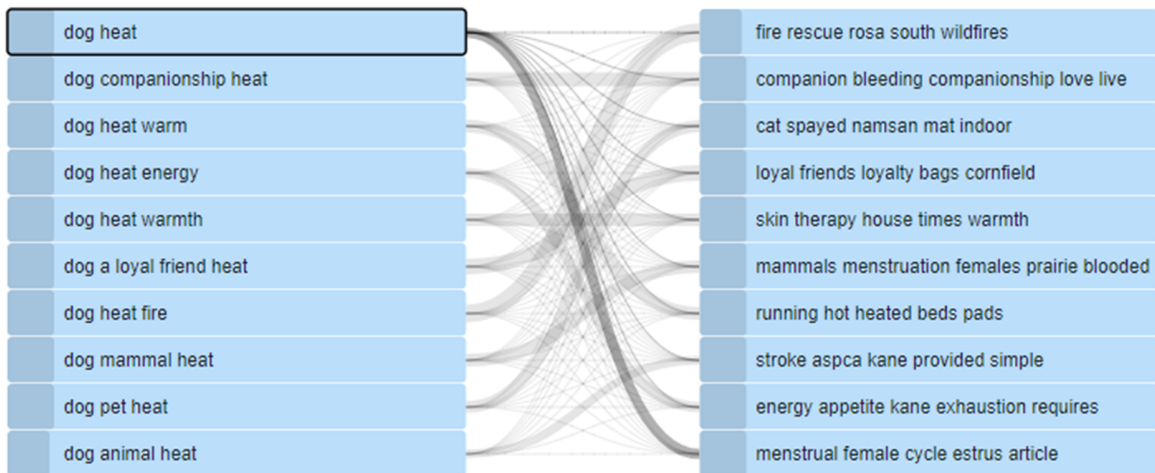 dog heat
dog companionship heat
dog heat warm
dog heat energy
dog heat warmth
dog a loyal friend heat
dog heat fire
dog mammal heat
dog pet heat
dog animal heat
fire rescue rosa south wildfires
companion bleeding companionship love live
cat spayed namsan mat indoor
loyal friends loyalty bags cornfield
skin therapy house times warmth
mammals menstruation females prairie blooded
running hot heated beds pads
stroke aspca kane provided simple
energy appetite kane exhaustion requires
menstrual female cycle estrus article